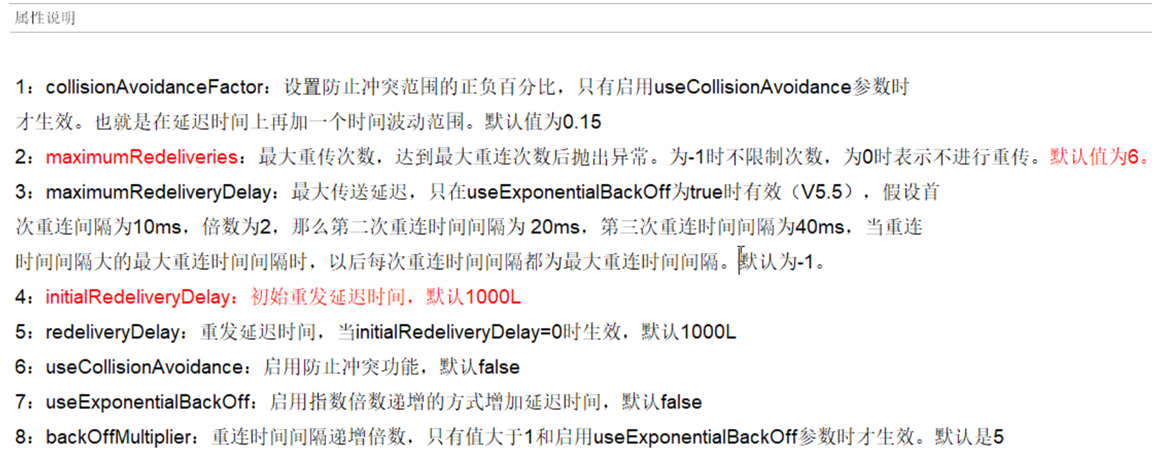 属性说明
1：collisionAvoidanceFactor：设置防止冲突范围的正负百分比，只有启用useCollisionAvoidance参数时
才生效。也就是在延迟时间上再加一个时间波动范围。默认值为0.15
2：maximumRedeliveries：最大重传次数，达到最大重连次数后抛出异常。为-1时不限制次数，为0时表示不进行重传。默认值为6。
3：maximumRedeliveryDelay：最大传送延迟，只在useExponentialBackOff为true时有效（V5.5），假设首
次重连间隔为10ms，倍数为2，那么第二次重连时间间隔为 20ms，第三次重连时间间隔为40ms，当重连
时间间隔大的最大重连时间间隔时，以后每次重连时间间隔都为最大重连时间间隔。默认为-1。
4：initialRedeliveryDelay：初始重发延迟时间，默认1000L
5：redeliveryDelay：重发延迟时间，当initialRedeliveryDelay=0时生效，默认1000L
6：useCollisionAvoidance：启用防止冲突功能，默认false
7：useExponentialBackOff：启用指数倍数递增的方式增加延迟时间，默认false
8：backOffMultiplier：重连时间间隔递增倍数，只有值大于1和启用useExponentialBackOff参数时才生效。默认是5